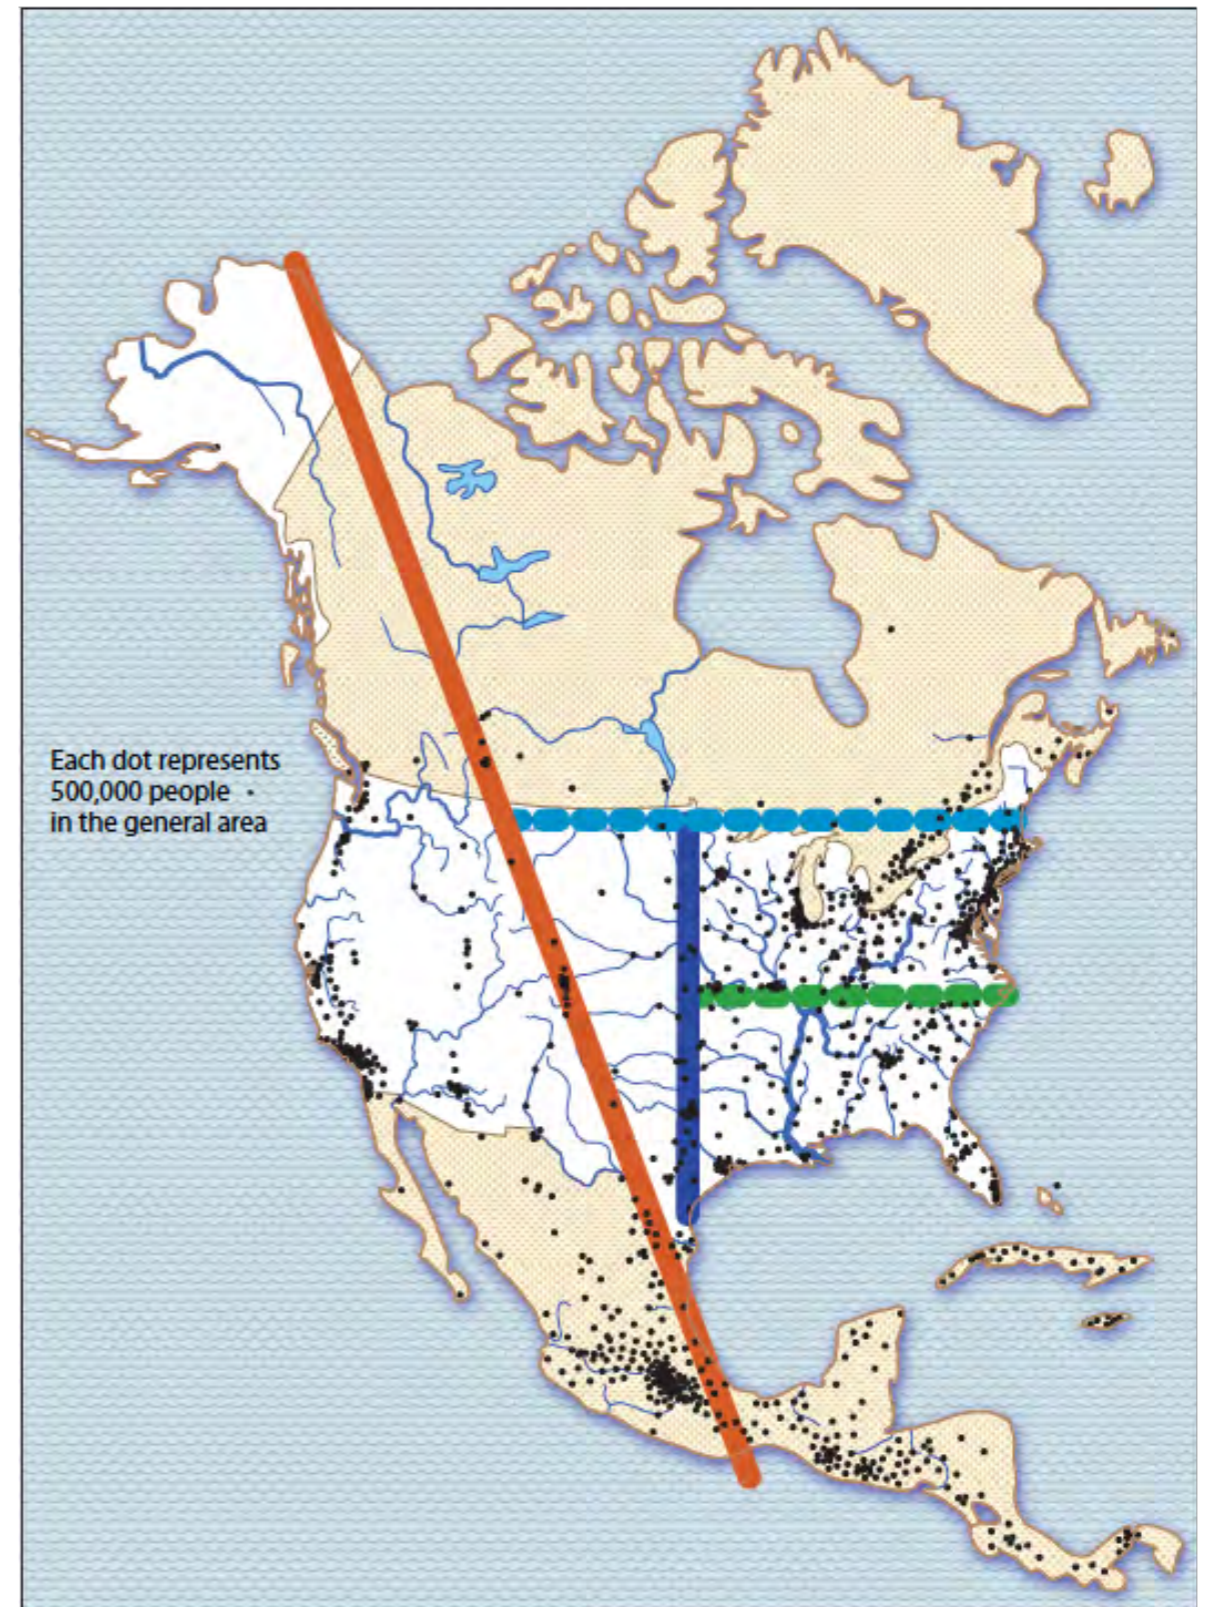 Each dot represents
500,000 people •
in the general area